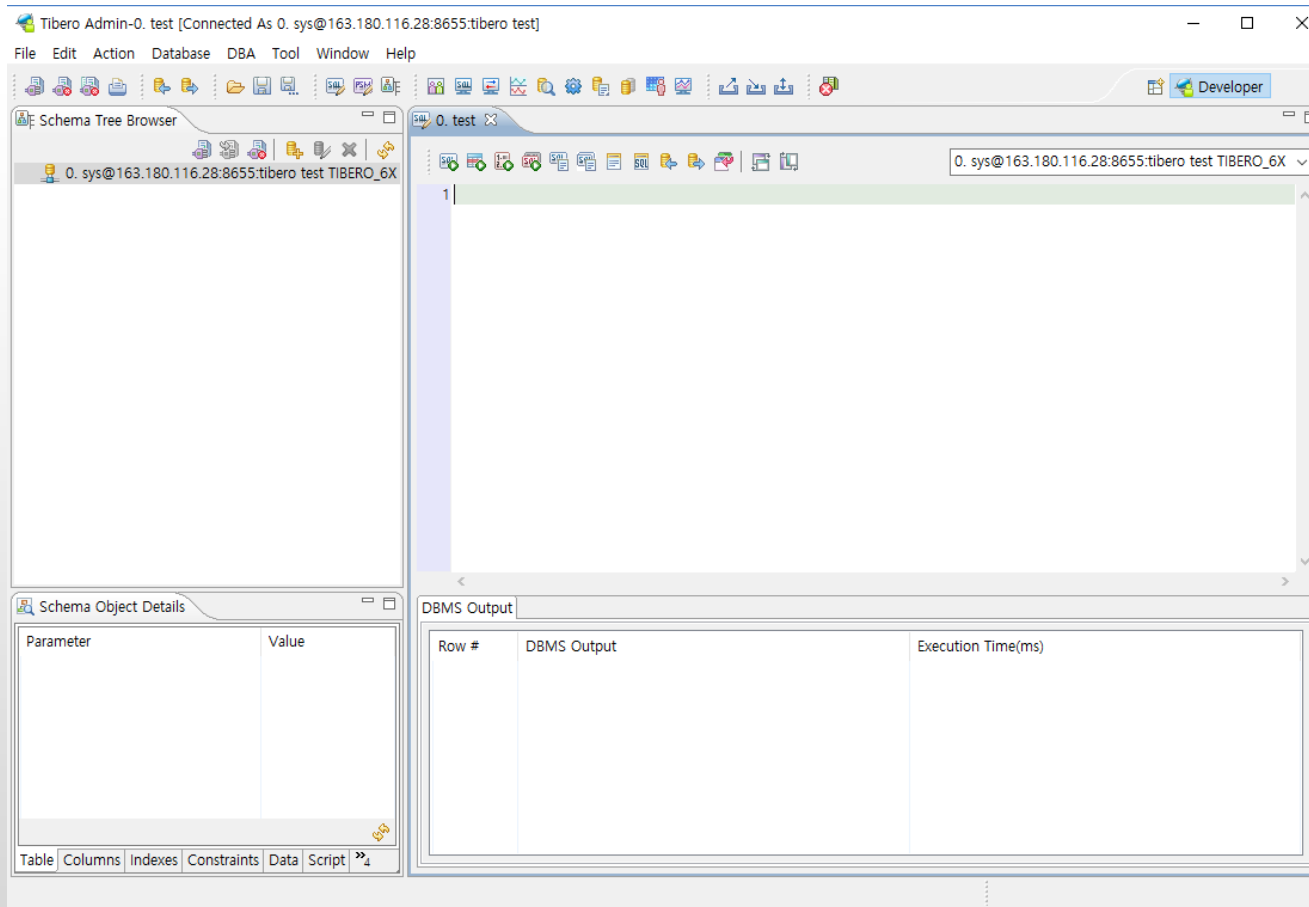 Tibero Admin-0. test [Connected As 0. sys@163.180.116.28:8655:tibero test]
File Edit Action Database DBA Tool Window Help
Developer
Schema Tree Browser
0. sys@163.180.116.28:8655:tibero test TIBERO_6X
0. test
0. sys@163.180.116.28:8655:tibero test TIBERO_6X
1
Schema Object Details
Parameter Value
Table Columns Indexes Constraints Data Script »4
DBMS Output
Row # DBMS Output Execution Time(ms)